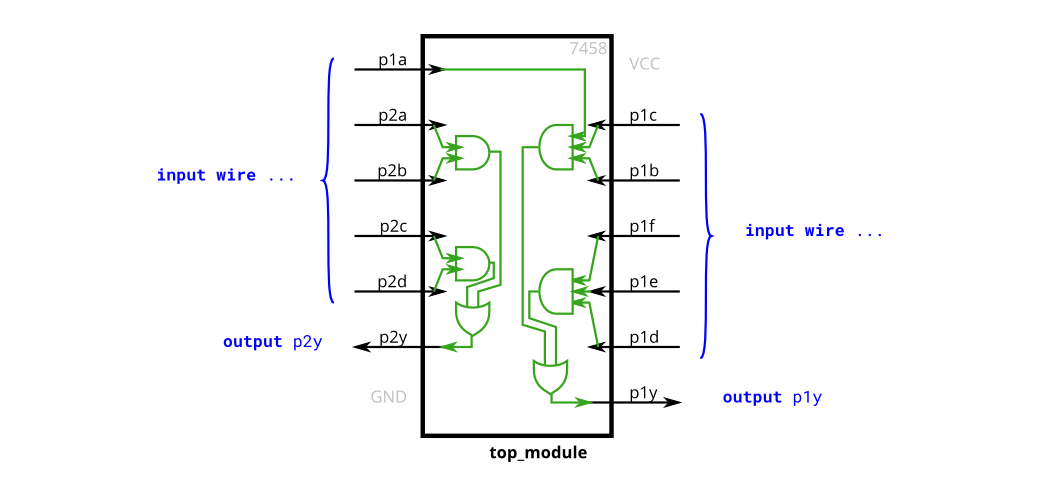 7458
p1a
VCC
p2a
p1c
p2b
p1b
input wire ...
p2c
p1f
input wire ...
p2d
p1e
output p2y
p2y
p1d
GND
p1y
output p1y
top_module